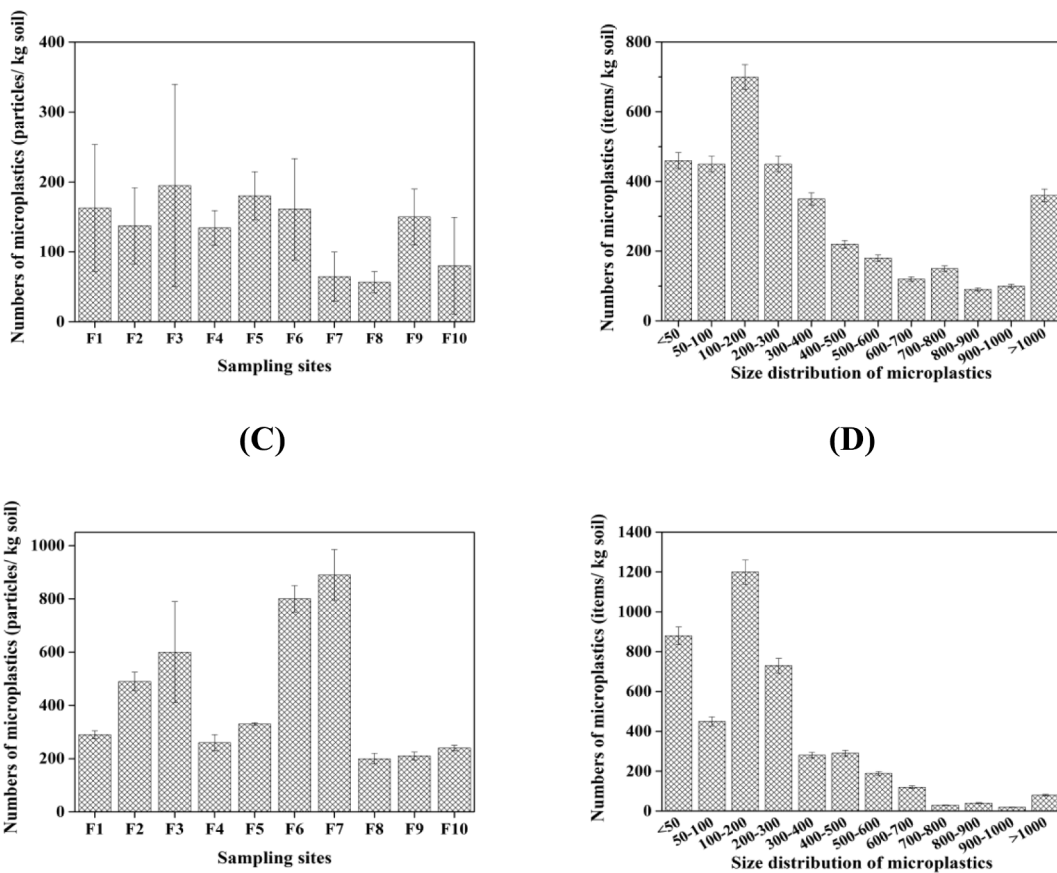 Numbers of microplastics (particles/ kg soil)
400
300
200
100
0
F1 F2 F3 F4 F5 F6 F7 F8 F9 F10
Sampling sites
Numbers of microplastics (items/ kg soil)
800
600
400
200
0
<50 50-100 100-200 200-300 300-400 400-500 500-600 600-700 700-800 800-900 900-1000 >1000
Size distribution of microplastics
(C)
(D)
Numbers of microplastics (particles/ kg soil)
1000
800
600
400
200
0
F1 F2 F3 F4 F5 F6 F7 F8 F9 F10
Sampling sites
Numbers of microplastics (items/ kg soil)
1400
1200
1000
800
600
400
200
0
<50 50-100 100-200 200-300 300-400 400-500 500-600 600-700 700-800 800-900 900-1000 >1000
Size distribution of microplastics